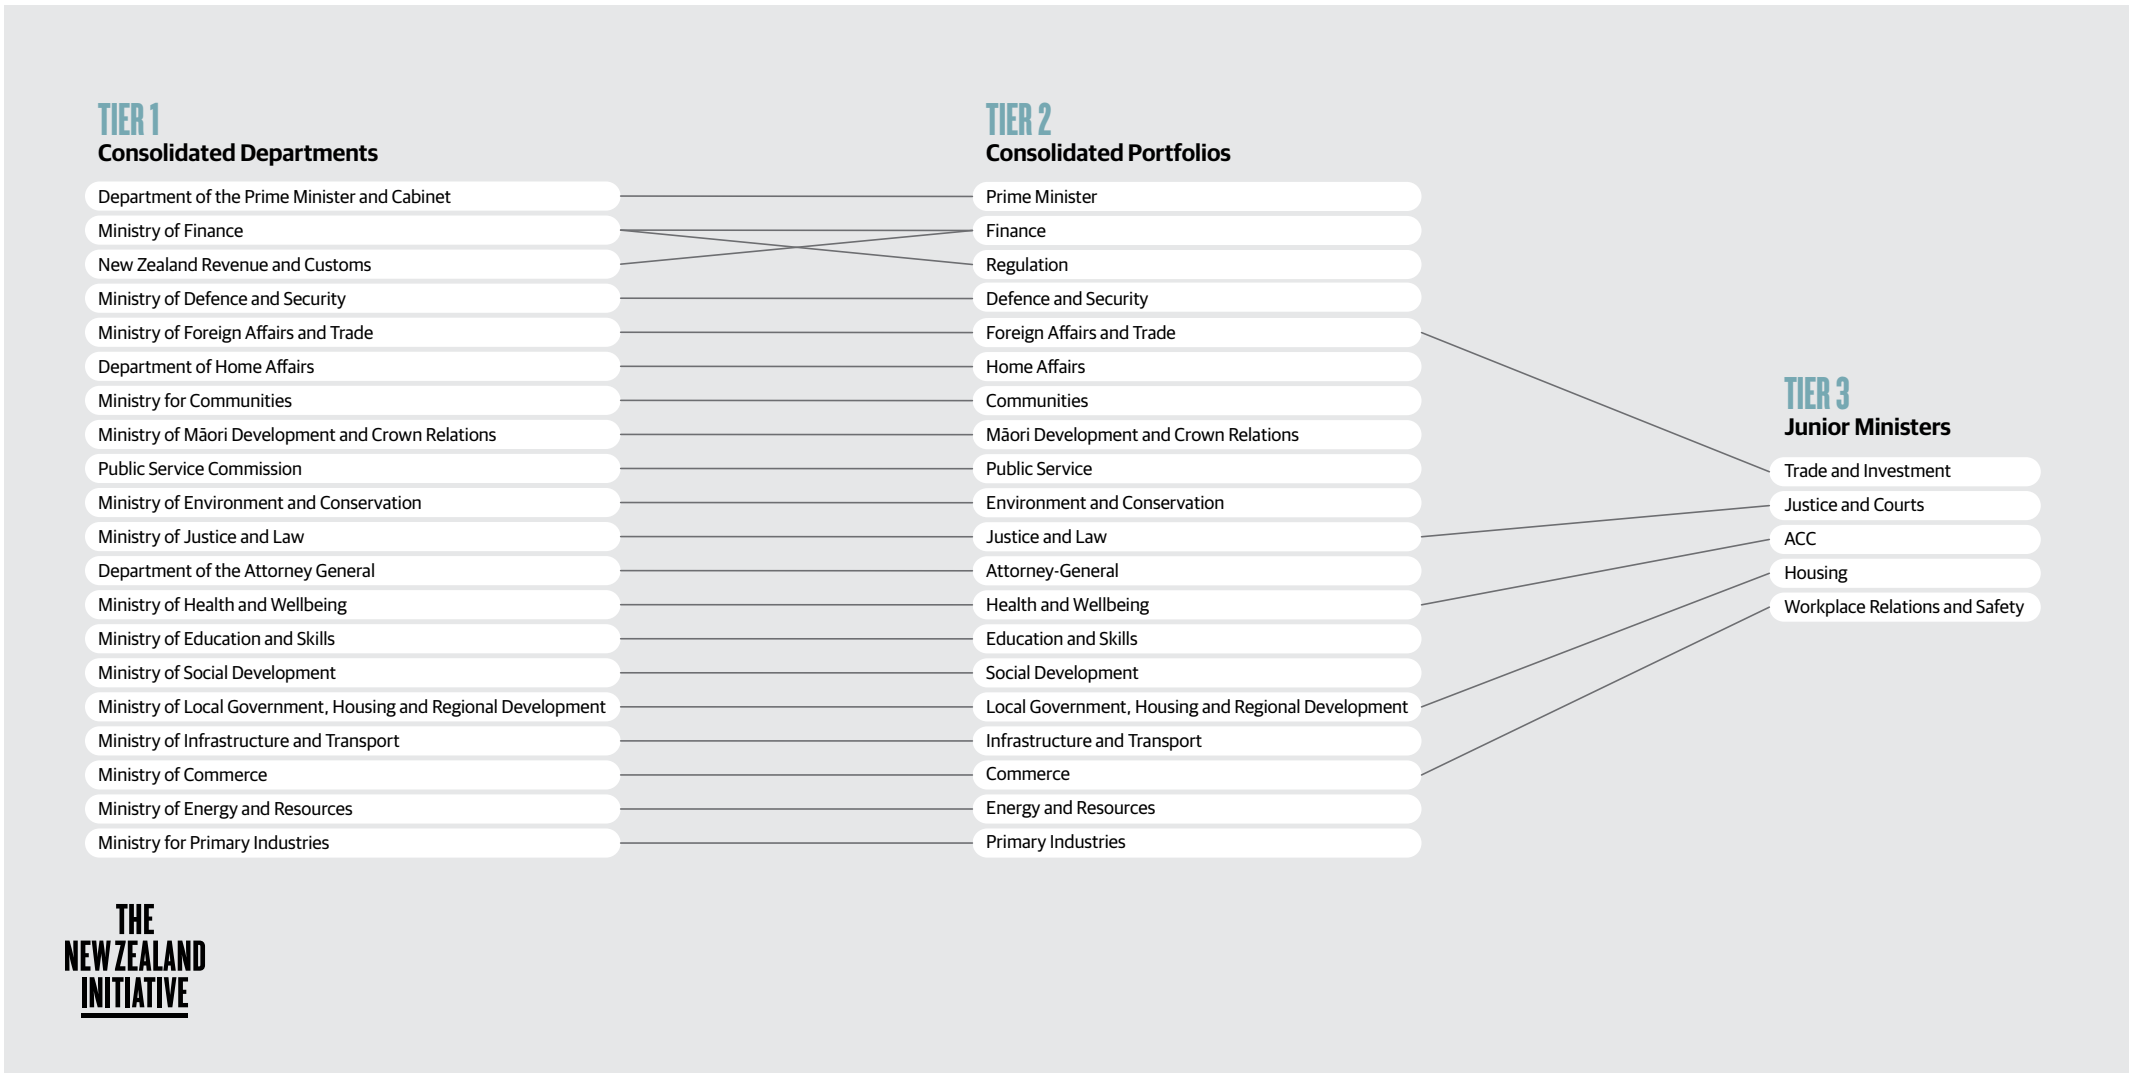 TIER 1
Consolidated Departments
Department of the Prime Minister and Cabinet
Ministry of Finance
New Zealand Revenue and Customs
Ministry of Defence and Security
Ministry of Foreign Affairs and Trade
Department of Home Affairs
Ministry for Communities
Ministry of Māori Development and Crown Relations
Public Service Commission
Ministry of Environment and Conservation
Ministry of Justice and Law
Department of the Attorney General
Ministry of Health and Wellbeing
Ministry of Education and Skills
Ministry of Social Development
Ministry of Local Government, Housing and Regional Development
Ministry of Infrastructure and Transport
Ministry of Commerce
Ministry of Energy and Resources
Ministry for Primary Industries
TIER 2
Consolidated Portfolios
Prime Minister
Finance
Regulation
Defence and Security
Foreign Affairs and Trade
Home Affairs
Communities
Māori Development and Crown Relations
Public Service
Environment and Conservation
Justice and Law
Attorney-General
Health and Wellbeing
Education and Skills
Social Development
Local Government, Housing and Regional Development
Infrastructure and Transport
Commerce
Energy and Resources
Primary Industries
TIER 3
Junior Ministers
Trade and Investment
Justice and Courts
ACC
Housing
Workplace Relations and Safety
THE
NEW ZEALAND
INITIATIVE